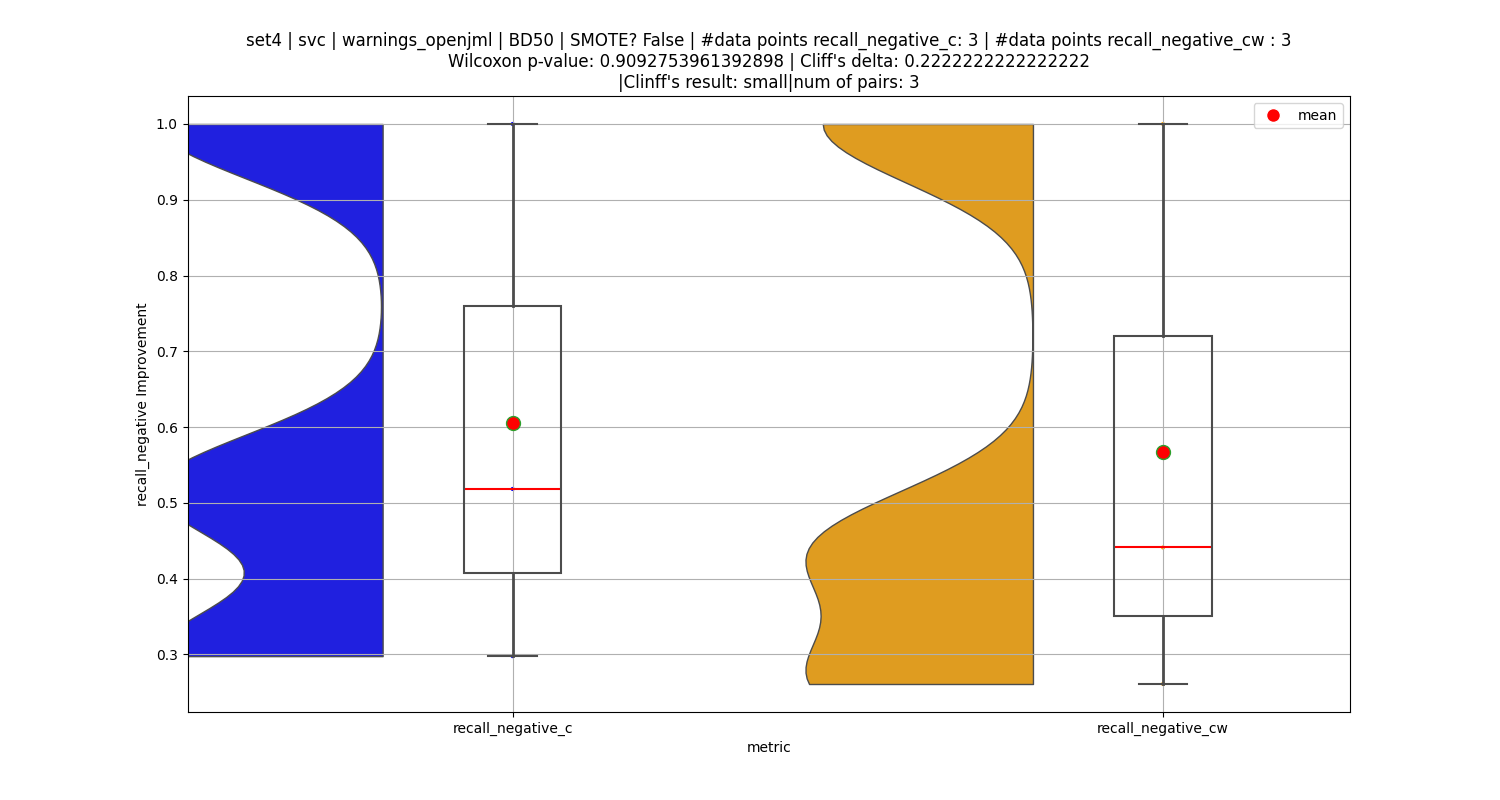 set4 | svc | warnings_openjml | BD50 | SMOTE? False | #data points recall_negative_c: 3 | #data points recall_negative_cw : 3
Wilcoxon p-value: 0.9092753961392898 | Cliff's delta: 0.2222222222222222
|Clinff's result: small|num of pairs: 3
mean
1.0
0.9
0.8
0.7
0.6
0.5
0.4
0.3
recall_negative Improvement
recall_negative_c
recall_negative_cw
metric